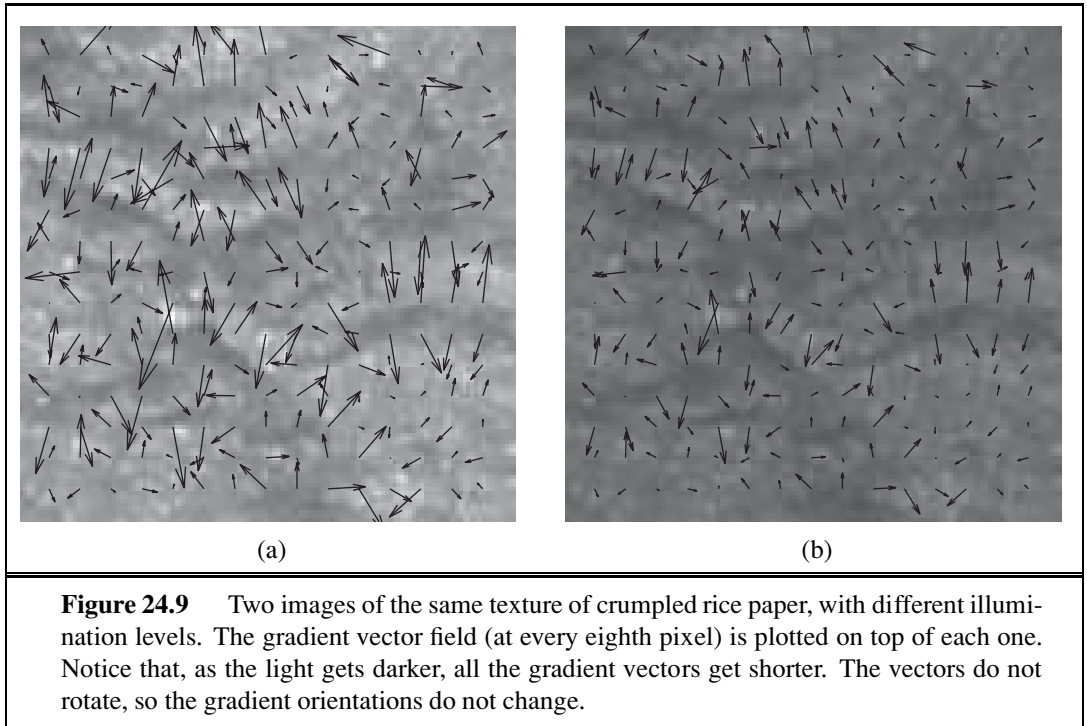 (a) (b)
Figure 24.9 Two images of the same texture of crumpled rice paper, with different illumi-
nation levels. The gradient vector field (at every eighth pixel) is plotted on top of each one.
Notice that, as the light gets darker, all the gradient vectors get shorter. The vectors do not
rotate, so the gradient orientations do not change.